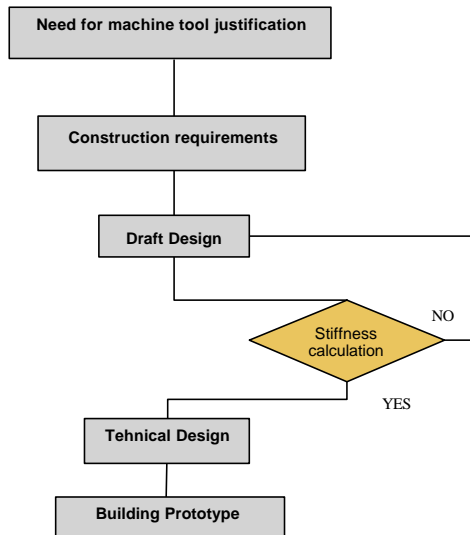 Need for machine tool justification
Construction requirements
Draft Design
NO
Stiffness
calculation
YES
Tehnical Design
Building Prototype